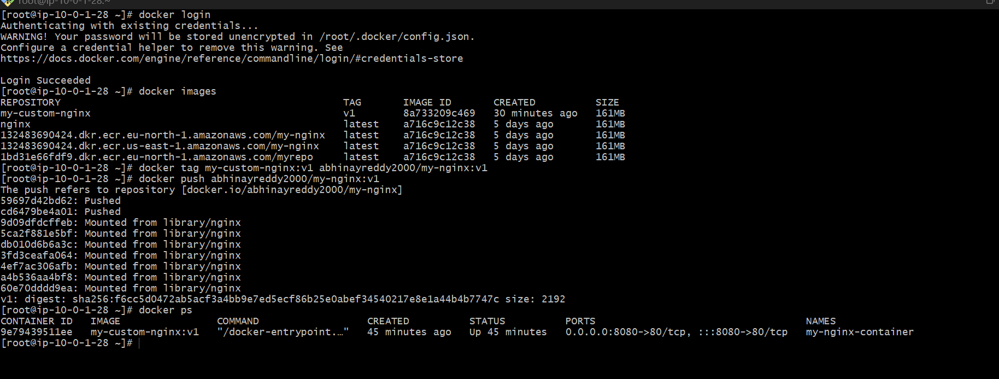 root@ip-10-0-1-28:~
[root@ip-10-0-1-28 ~]# docker login
Authenticating with existing credentials...
WARNING! Your password will be stored unencrypted in /root/.docker/config.json.
Configure a credential helper to remove this warning. See
https://docs.docker.com/engine/reference/commandline/login/#credentials-store
Login Succeeded
[root@ip-10-0-1-28 ~]# docker images
REPOSITORY TAG IMAGE ID CREATED SIZE
my-custom-nginx v1 8a733209c469 30 minutes ago 161MB
nginx latest a716c9c12c38 5 days ago 161MB
132483690424.dkr.ecr.eu-north-1.amazonaws.com/my-nginx latest a716c9c12c38 5 days ago 161MB
132483690424.dkr.ecr.us-east-1.amazonaws.com/my-nginx latest a716c9c12c38 5 days ago 161MB
1bd31e66fdf9.dkr.ecr.eu-north-1.amazonaws.com/myrepo latest a716c9c12c38 5 days ago 161MB
[root@ip-10-0-1-28 ~]# docker tag my-custom-nginx:v1 abhinayreddy2000/my-nginx:v1
[root@ip-10-0-1-28 ~]# docker push abhinayreddy2000/my-nginx:v1
The push refers to repository [docker.io/abhinayreddy2000/my-nginx]
59697d42bd62: Pushed
cd6479be4a01: Pushed
9d09dfdcffeb: Mounted from library/nginx
5ca2f881e5bf: Mounted from library/nginx
db010d6b6a3c: Mounted from library/nginx
3fd3ceafa064: Mounted from library/nginx
4ef7ac306afb: Mounted from library/nginx
a4b536aa4bf8: Mounted from library/nginx
60e70dddd9ea: Mounted from library/nginx
v1: digest: sha256:f6cc5d0472ab5acf3a4bb9e7ed5ecf86b25e0abef34540217e8e1a44b4b7747c size: 2192
[root@ip-10-0-1-28 ~]# docker ps
CONTAINER ID IMAGE COMMAND CREATED STATUS PORTS NAMES
9e79439511ee my-custom-nginx:v1 "/docker-entrypoint.…" 45 minutes ago Up 45 minutes 0.0.0.0:8080->80/tcp, :::8080->80/tcp my-nginx-container
[root@ip-10-0-1-28 ~]#